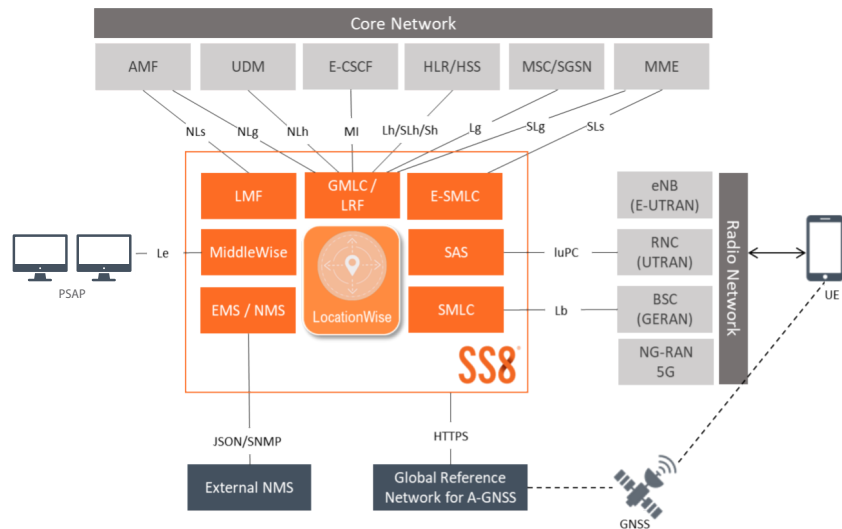 Core Network
AMF
UDM
E-CSCF
HLR/HSS
MSC/SGSN
MME
NLs
NLg
NLh
MI
Lh/SLh/Sh
Lg
SLg
SLs
LMF
GMLC /
LRF
E-SMLC
eNB
(E-UTRAN)
PSAP
Le
MiddleWise
SAS
IuPC
RNC
(UTRAN)
Radio Network
UE
EMS / NMS
LocationWise
SMLC
Lb
BSC
(GERAN)
SS8®
NG-RAN
5G
JSON/SNMP
HTTPS
External NMS
Global Reference
Network for A-GNSS
GNSS